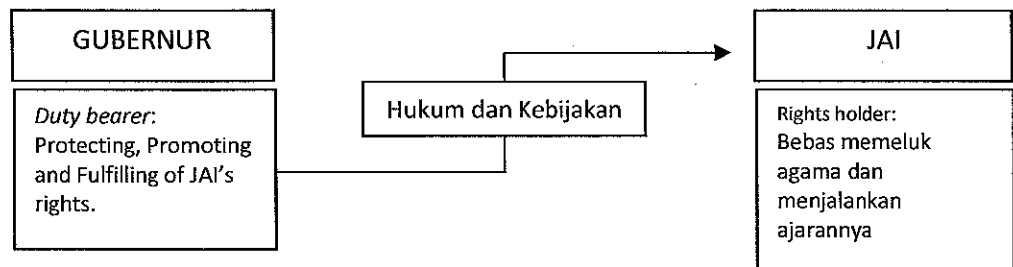 GUBERNUR
Duty bearer:
Protecting, Promoting
and Fulfilling of JAI's
rights.
Hukum dan Kebijakan
JAI
Rights holder:
Bebas memeluk
agama dan
menjalankan
ajarannya